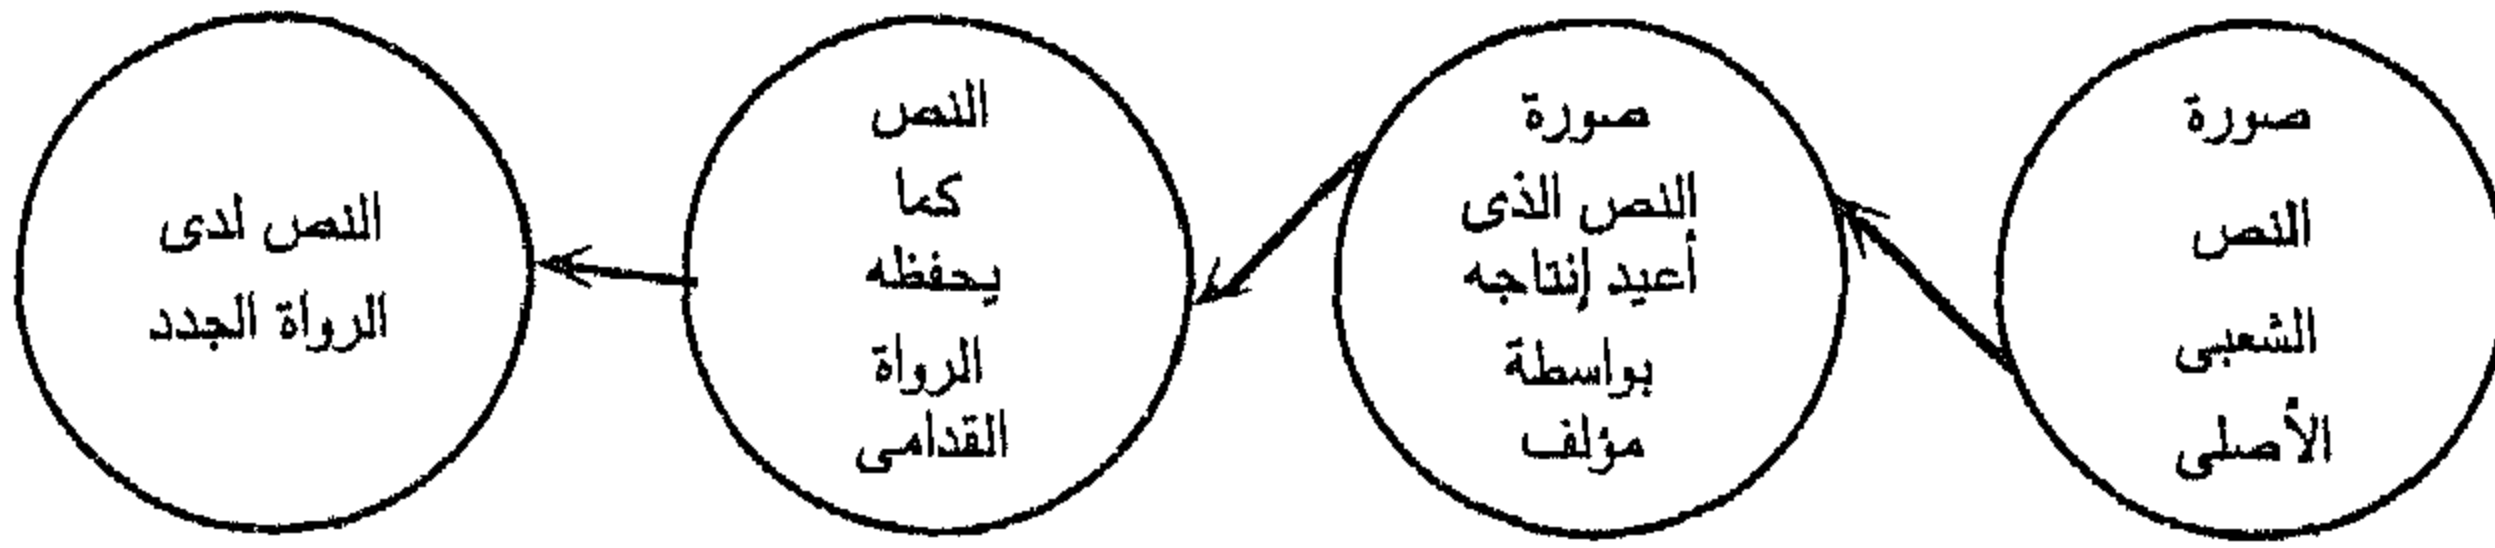 صورة
النص
الشعبى
الأصلى
صورة
النص الذى
أعيد إنتاجه
بواسطة
مؤلف
النص
كما
يحفظه
الرواة
القدامى
النص لدى
الرواة الجدد